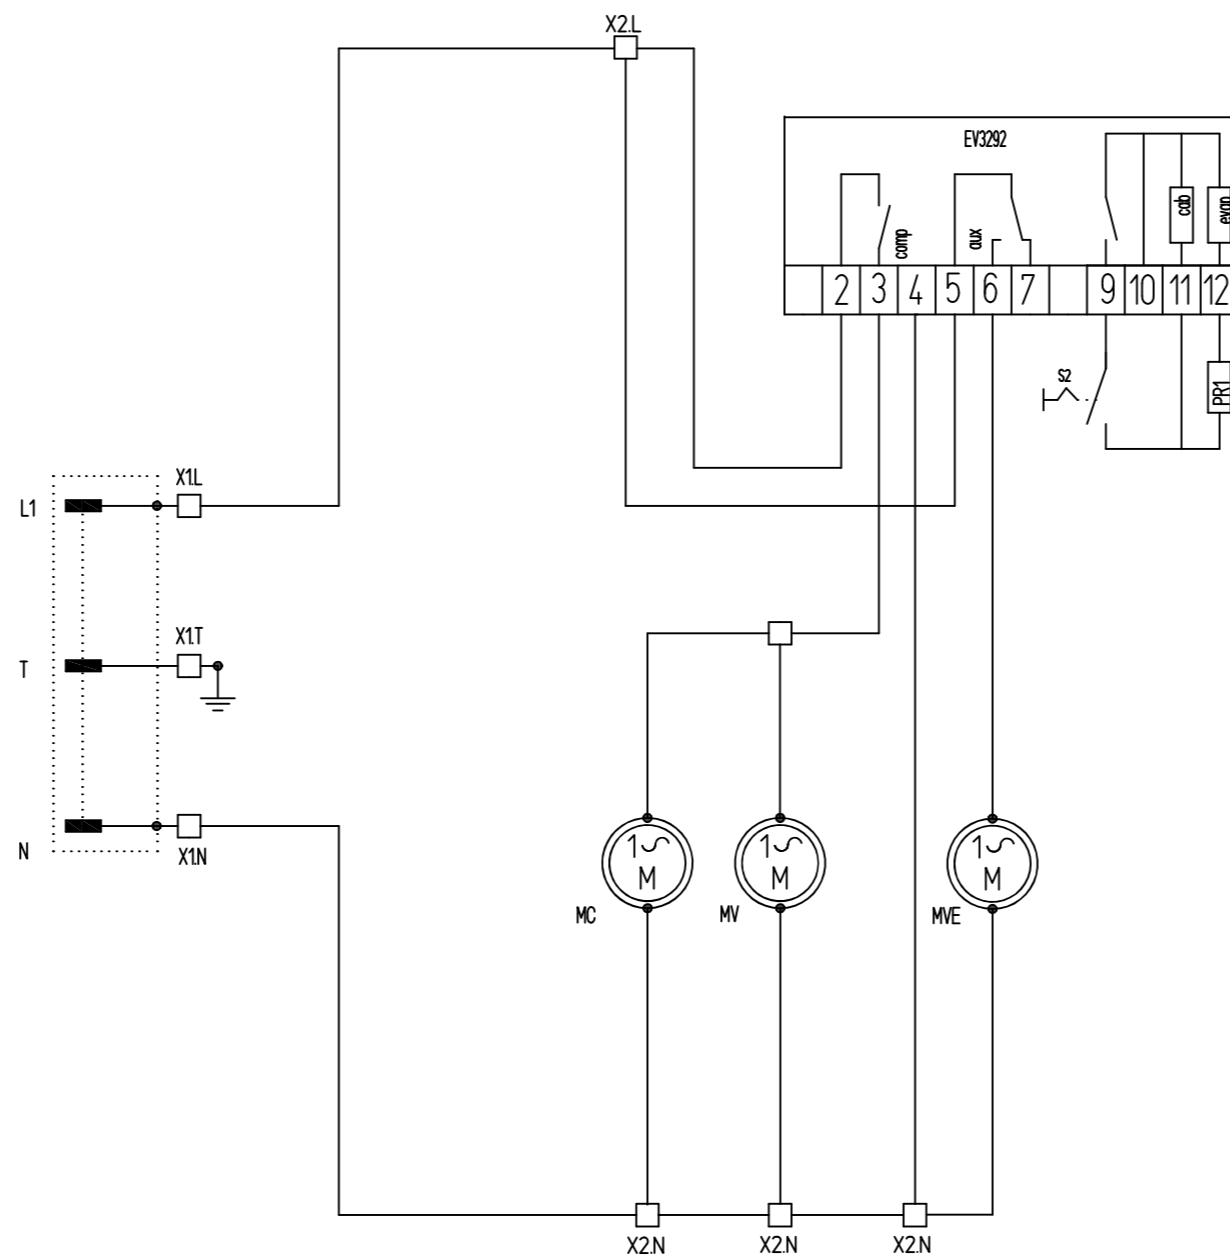 X2.L
EV3292
comp
aux
cab
evap
2 3 4 5 6 7 9 10 11 12
S2
PR1
X1.L
L1
X1.T
T
N
X1.N
1 M
1 M
1 M
MC
MV
MVE
X2.N
X2.N
X2.N